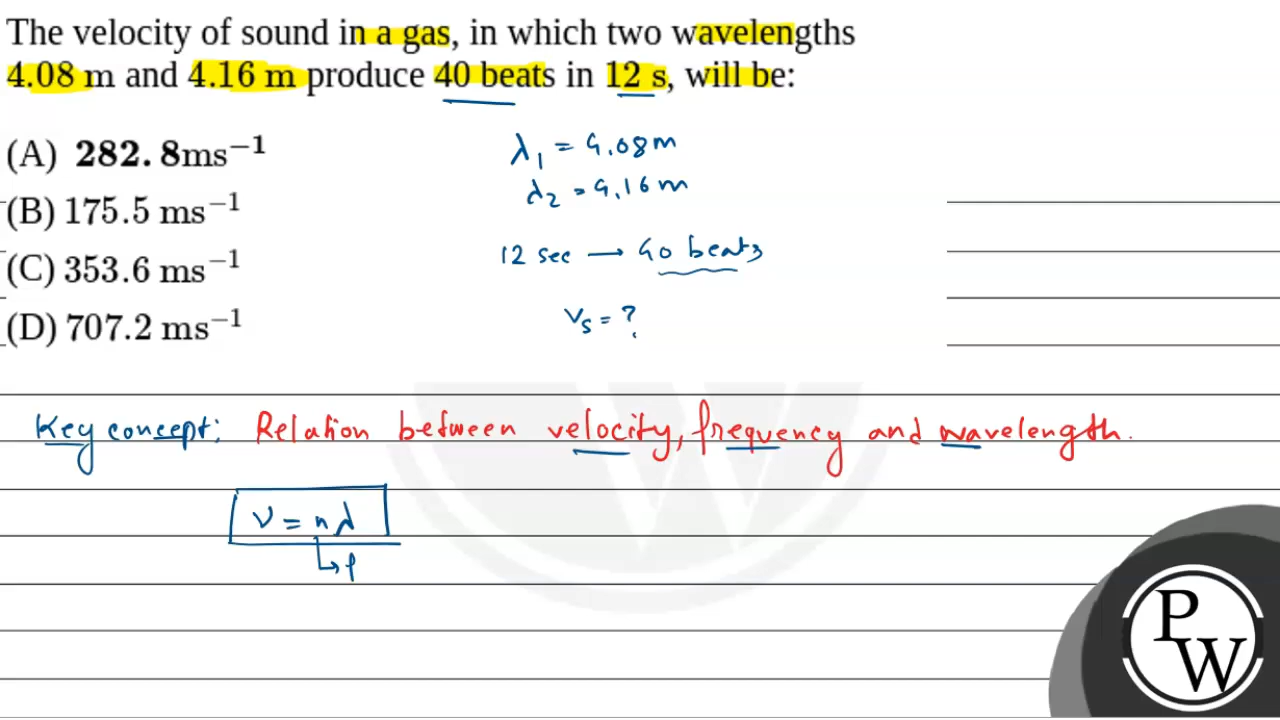 The velocity of sound in a gas, in which two wavelengths
4.08 m and 4.16 m produce 40 beats in 12 s, will be:
(A) 282.8ms⁻¹
(B) 175.5 ms⁻¹
(C) 353.6 ms⁻¹
(D) 707.2 ms⁻¹
λ₁ = 4.08m
λ₂ = 4.16m
12 sec → 40 beats
Vₛ = ?
Key concept: Relation between velocity, frequency and wavelength.
v = nλ
↳ f
PW